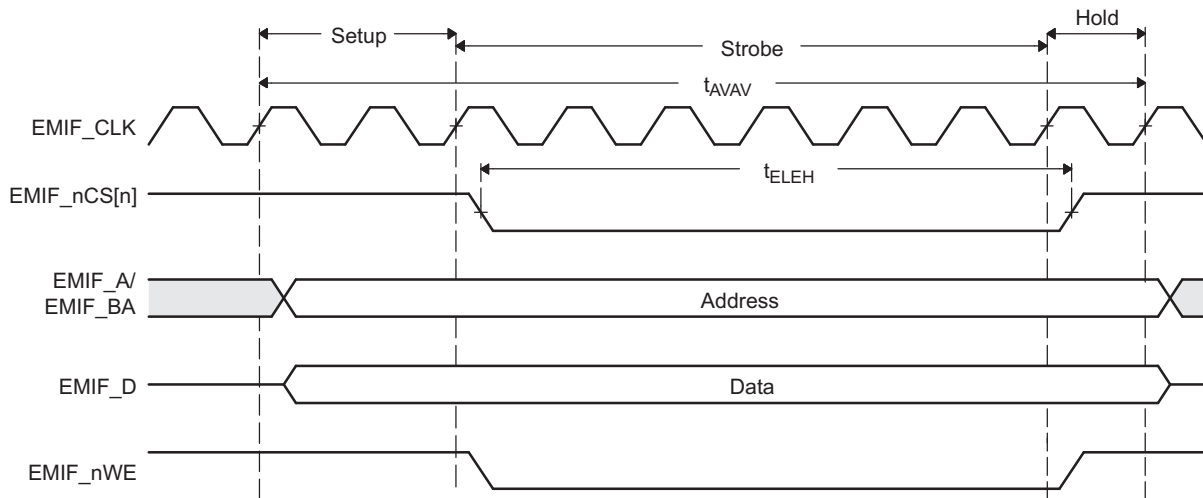 Setup
Strobe
Hold
tAVAV
EMIF_CLK
tELEH
EMIF_nCS[n]
EMIF_A/
EMIF_BA
Address
EMIF_D
Data
EMIF_nWE